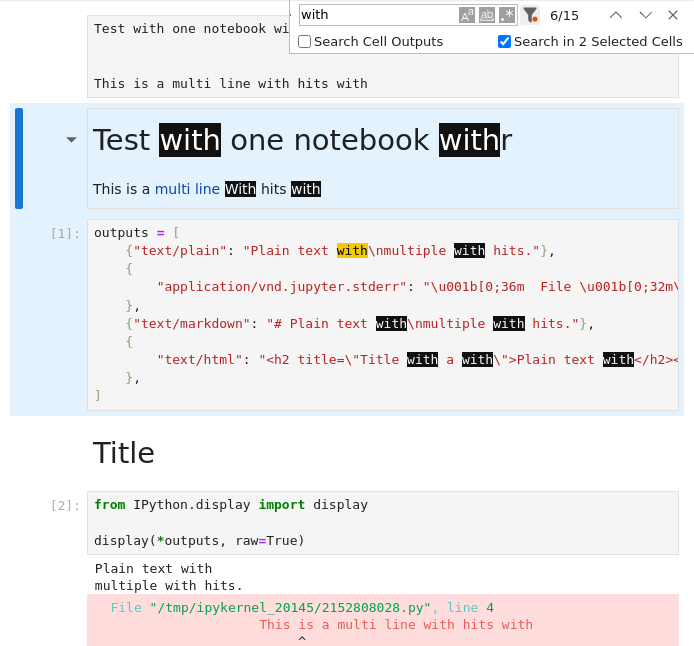 with
6/15
Search Cell Outputs
Search in 2 Selected Cells
Test with one notebook wi
This is a multi line with hits with
Test with one notebook withr
This is a multi line With hits with
[1]:
outputs = [
    {"text/plain": "Plain text with\nmultiple with hits."},
    {
        "application/vnd.jupyter.stderr": "\u001b[0;36m  File \u001b[0;32m\
    },
    {"text/markdown": "# Plain text with\nmultiple with hits."},
    {
        "text/html": "<h2 title=\"Title with a with\">Plain text with</h2><
    },
]
Title
[2]:
from IPython.display import display
display(*outputs, raw=True)
Plain text with
multiple with hits.
  File "/tmp/ipykernel_20145/2152808028.py", line 4
    This is a multi line with hits with
         ^